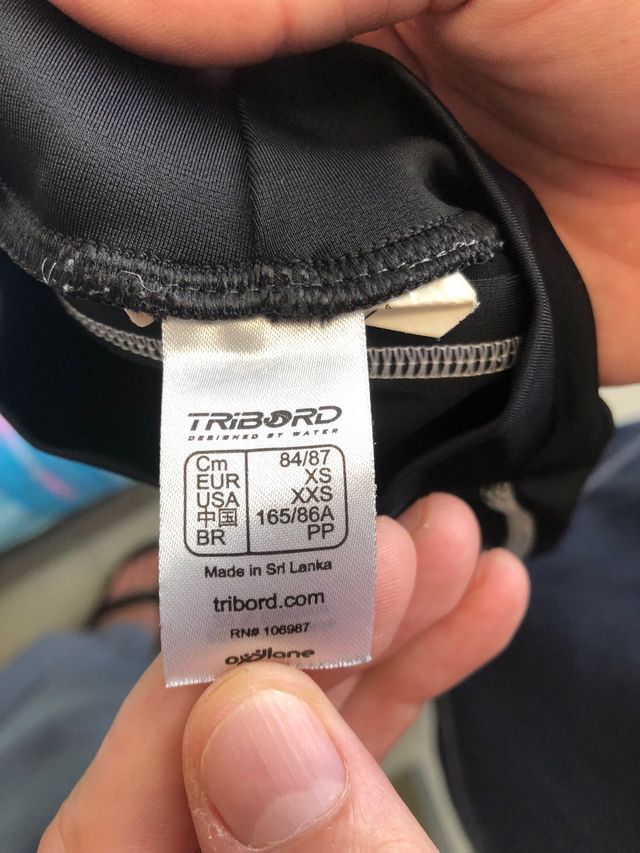 TRIBORD
DESIGNED BY WATER
Cm 84/87
EUR XS
USA XXS
中国 165/86A
BR PP
Made in Sri Lanka
tribord.com
RN# 106987
oxylane